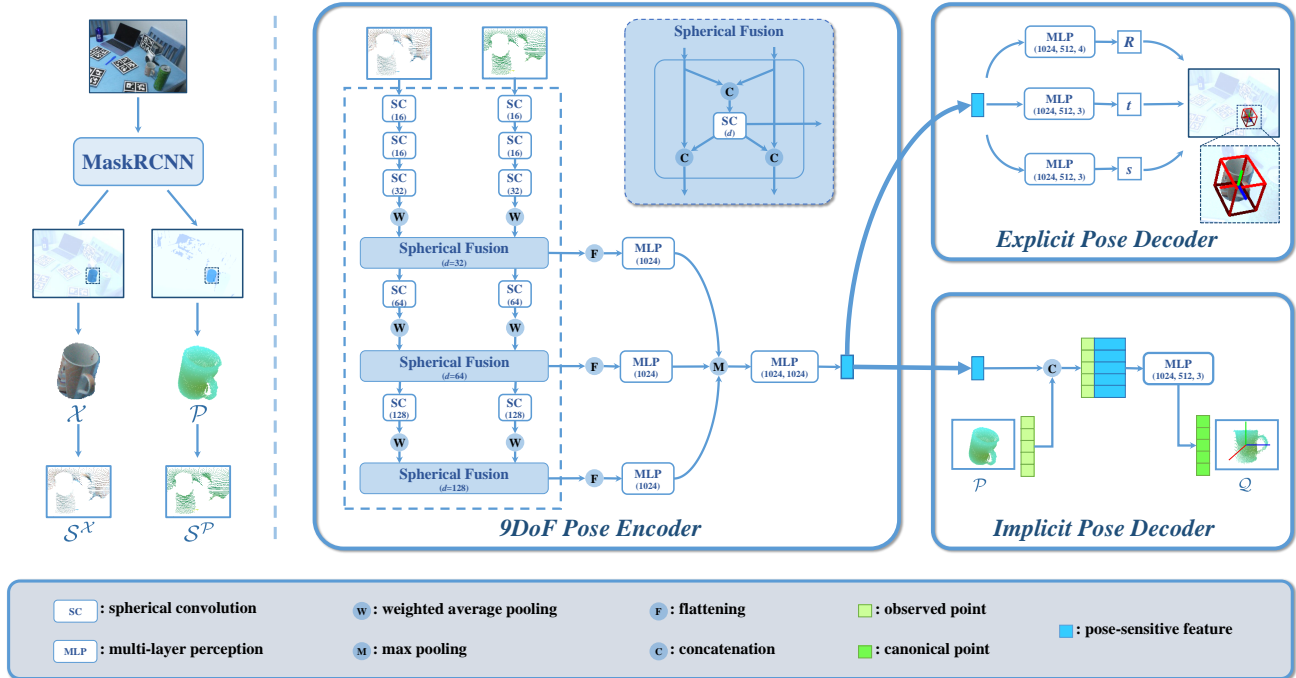 MaskRCNN
𝒳
𝒫
𝒮^𝒳
𝒮^𝒫
SC
(16)
SC
(16)
SC
(16)
SC
(16)
SC
(32)
SC
(32)
W
W
Spherical Fusion
(d=32)
F
MLP
(1024)
SC
(64)
SC
(64)
W
W
Spherical Fusion
(d=64)
F
MLP
(1024)
M
MLP
(1024, 1024)
SC
(128)
SC
(128)
W
W
Spherical Fusion
(d=128)
F
MLP
(1024)
9DoF Pose Encoder
Spherical Fusion
C
SC
(d)
C
C
MLP
(1024, 512, 4)
R
MLP
(1024, 512, 3)
t
MLP
(1024, 512, 3)
s
Explicit Pose Decoder
C
MLP
(1024, 512, 3)
𝒫
𝒬
Implicit Pose Decoder
SC : spherical convolution
W : weighted average pooling
F : flattening
: observed point
: pose-sensitive feature
MLP : multi-layer perception
M : max pooling
C : concatenation
: canonical point